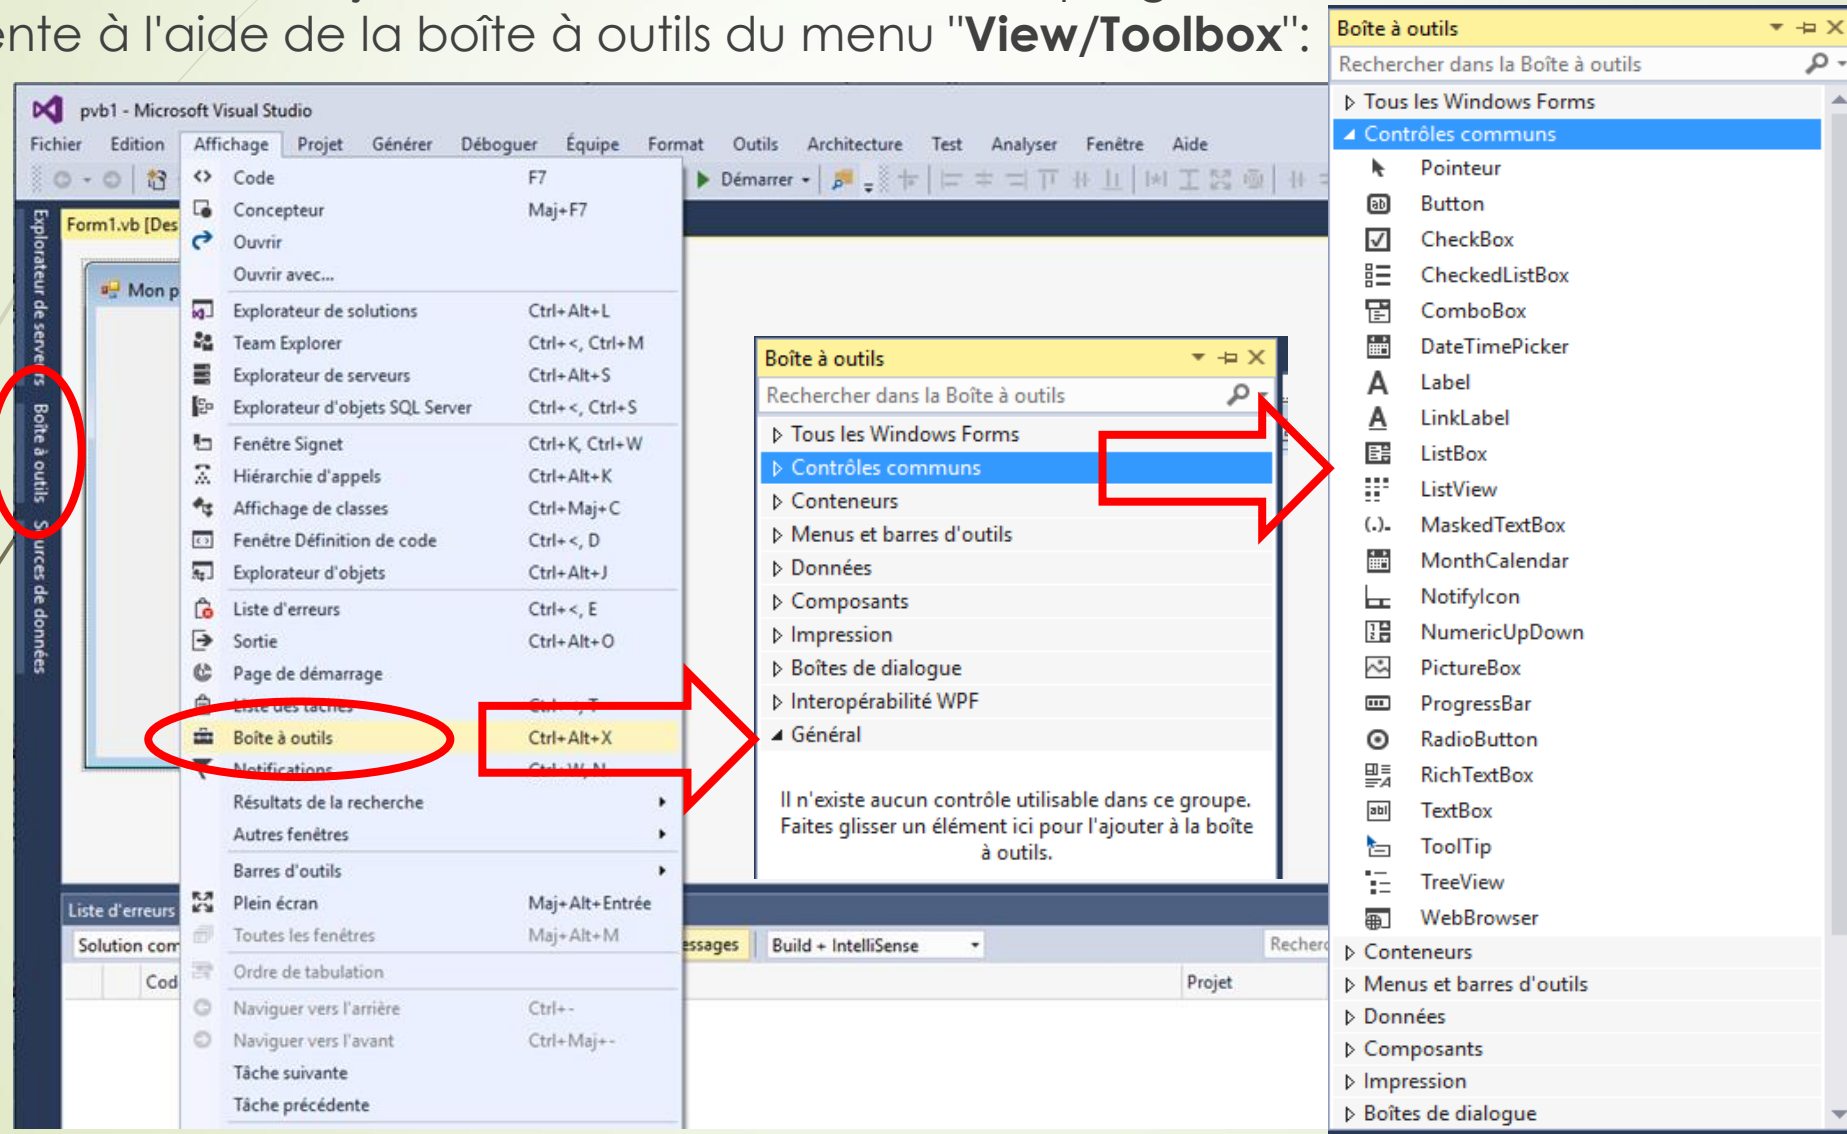 à l'aide de la boîte à outils du menu "View/Toolbox":
pvb1 - Microsoft Visual Studio
Fichier Edition Affichage Projet Générer Déboguer Équipe Format Outils Architecture Test Analyser Fenêtre Aide
Démarrer
Explorateur de serveurs
Boîte à outils
Sources de données
Form1.vb [Des
Mon p
Code F7
Concepteur Maj+F7
Ouvrir
Ouvrir avec...
Explorateur de solutions Ctrl+Alt+L
Team Explorer Ctrl+<, Ctrl+M
Explorateur de serveurs Ctrl+Alt+S
Explorateur d'objets SQL Server Ctrl+<, Ctrl+S
Fenêtre Signet Ctrl+K, Ctrl+W
Hiérarchie d'appels Ctrl+Alt+K
Affichage de classes Ctrl+Maj+C
Fenêtre Définition de code Ctrl+<, D
Explorateur d'objets Ctrl+Alt+J
Liste d'erreurs Ctrl+<, E
Sortie Ctrl+Alt+O
Page de démarrage
Liste des tâches Ctrl+<, T
Boîte à outils Ctrl+Alt+X
Notifications Ctrl+W, N
Résultats de la recherche
Autres fenêtres
Barres d'outils
Plein écran Maj+Alt+Entrée
Toutes les fenêtres Maj+Alt+M
Ordre de tabulation
Naviguer vers l'arrière Ctrl+-
Naviguer vers l'avant Ctrl+Maj+-
Tâche suivante
Tâche précédente
Liste d'erreurs
Solution com
essages
Build + IntelliSense
Recherc
Cod
Projet
Boîte à outils
Rechercher dans la Boîte à outils
Tous les Windows Forms
Contrôles communs
Conteneurs
Menus et barres d'outils
Données
Composants
Impression
Boîtes de dialogue
Interopérabilité WPF
Général
Il n'existe aucun contrôle utilisable dans ce groupe.
Faites glisser un élément ici pour l'ajouter à la boîte
à outils.
Boîte à outils
Rechercher dans la Boîte à outils
Tous les Windows Forms
Contrôles communs
Pointeur
Button
CheckBox
CheckedListBox
ComboBox
DateTimePicker
Label
LinkLabel
ListBox
ListView
MaskedTextBox
MonthCalendar
NotifyIcon
NumericUpDown
PictureBox
ProgressBar
RadioButton
RichTextBox
TextBox
ToolTip
TreeView
WebBrowser
Conteneurs
Menus et barres d'outils
Données
Composants
Impression
Boîtes de dialogue